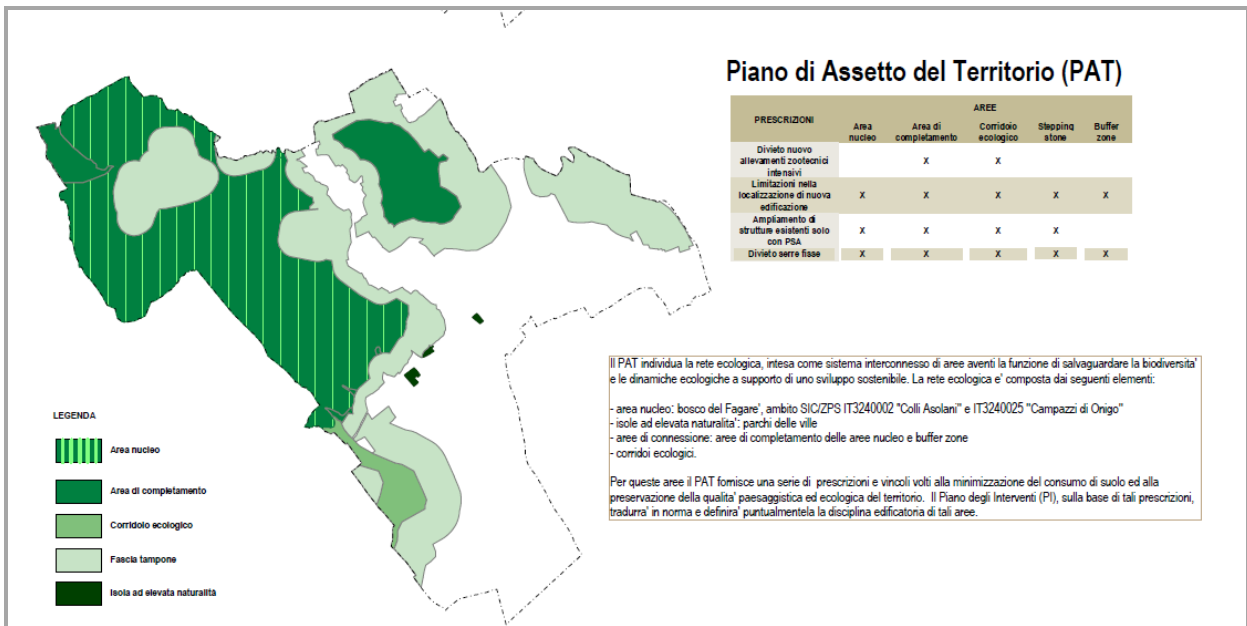 Piano di Assetto del Territorio (PAT)
PRESCRIZIONI
AREE
Area nucleo
Area di completamento
Corridoio ecologico
Stepping stone
Buffer zone
Divieto nuovo allevamenti zootecnici intensivi X X
Limitazioni nella localizzazione di nuova edificazione X X X X X
Ampliamento di strutture esistenti solo con PSA X X X X
Divieto serre fisse X X X X X
Il PAT individua la rete ecologica, intesa come sistema interconnesso di aree aventi la funzione di salvaguardare la biodiversita'
e le dinamiche ecologiche a supporto di uno sviluppo sostenibile. La rete ecologica e' composta dai seguenti elementi:
- area nucleo: bosco del Fagare', ambito SIC/ZPS IT3240002 "Colli Asolani" e IT3240025 "Campazzi di Onigo"
- isole ad elevata naturalita': parchi delle ville
- aree di connessione: aree di completamento delle aree nucleo e buffer zone
- corridoi ecologici.
Per queste aree il PAT fornisce una serie di prescrizioni e vincoli volti alla minimizzazione del consumo di suolo ed alla
preservazione della qualita' paesaggistica ed ecologica del territorio. Il Piano degli Interventi (PI), sulla base di tali prescrizioni,
tradurra' in norma e definira' puntualmentela la disciplina edificatoria di tali aree.
LEGENDA
Area nucleo
Area di completamento
Corridoio ecologico
Fascia tampone
Isola ad elevata naturalità